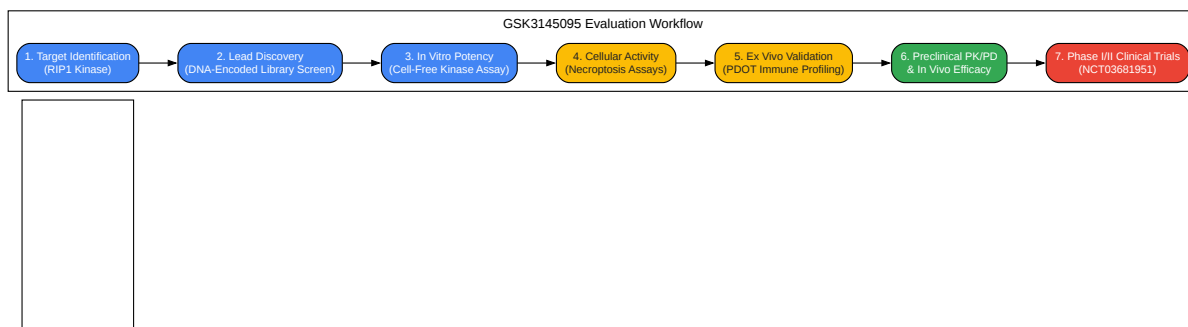 GSK3145095 Evaluation Workflow
1. Target Identification
(RIP1 Kinase)
2. Lead Discovery
(DNA-Encoded Library Screen)
3. In Vitro Potency
(Cell-Free Kinase Assay)
4. Cellular Activity
(Necroptosis Assays)
5. Ex Vivo Validation
(PDOT Immune Profiling)
6. Preclinical PK/PD
& In Vivo Efficacy
7. Phase I/II Clinical Trials
(NCT03681951)